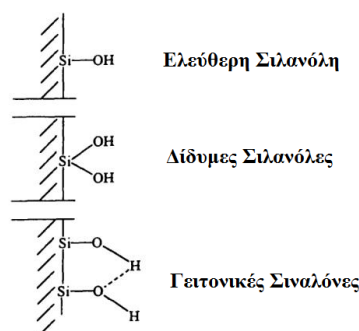 Si—OH Ελεύθερη Σιλανόλη
OH
Si Δίδυμες Σιλανόλες
OH
Si—O
H
Si—O Γειτονικές Σιναλόνες
H